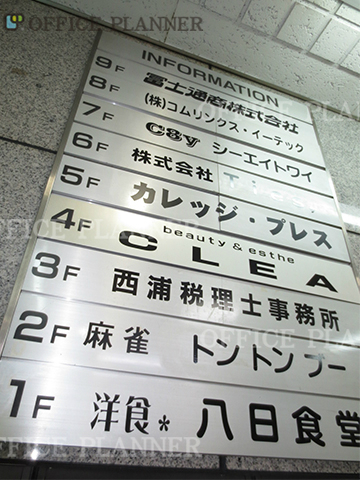 OFFICE PLANNER
INFORMATION
9F 富士通商株式会社
8F (株)コムリンクス・イーテック
7F C8y シーエイトワイ
6F 株式会社
5F カレッジ・プレス
4F beauty & esthe
CLEA
3F 西浦税理士事務所
2F 麻雀 トントンブー
1F 洋食* 八日食堂